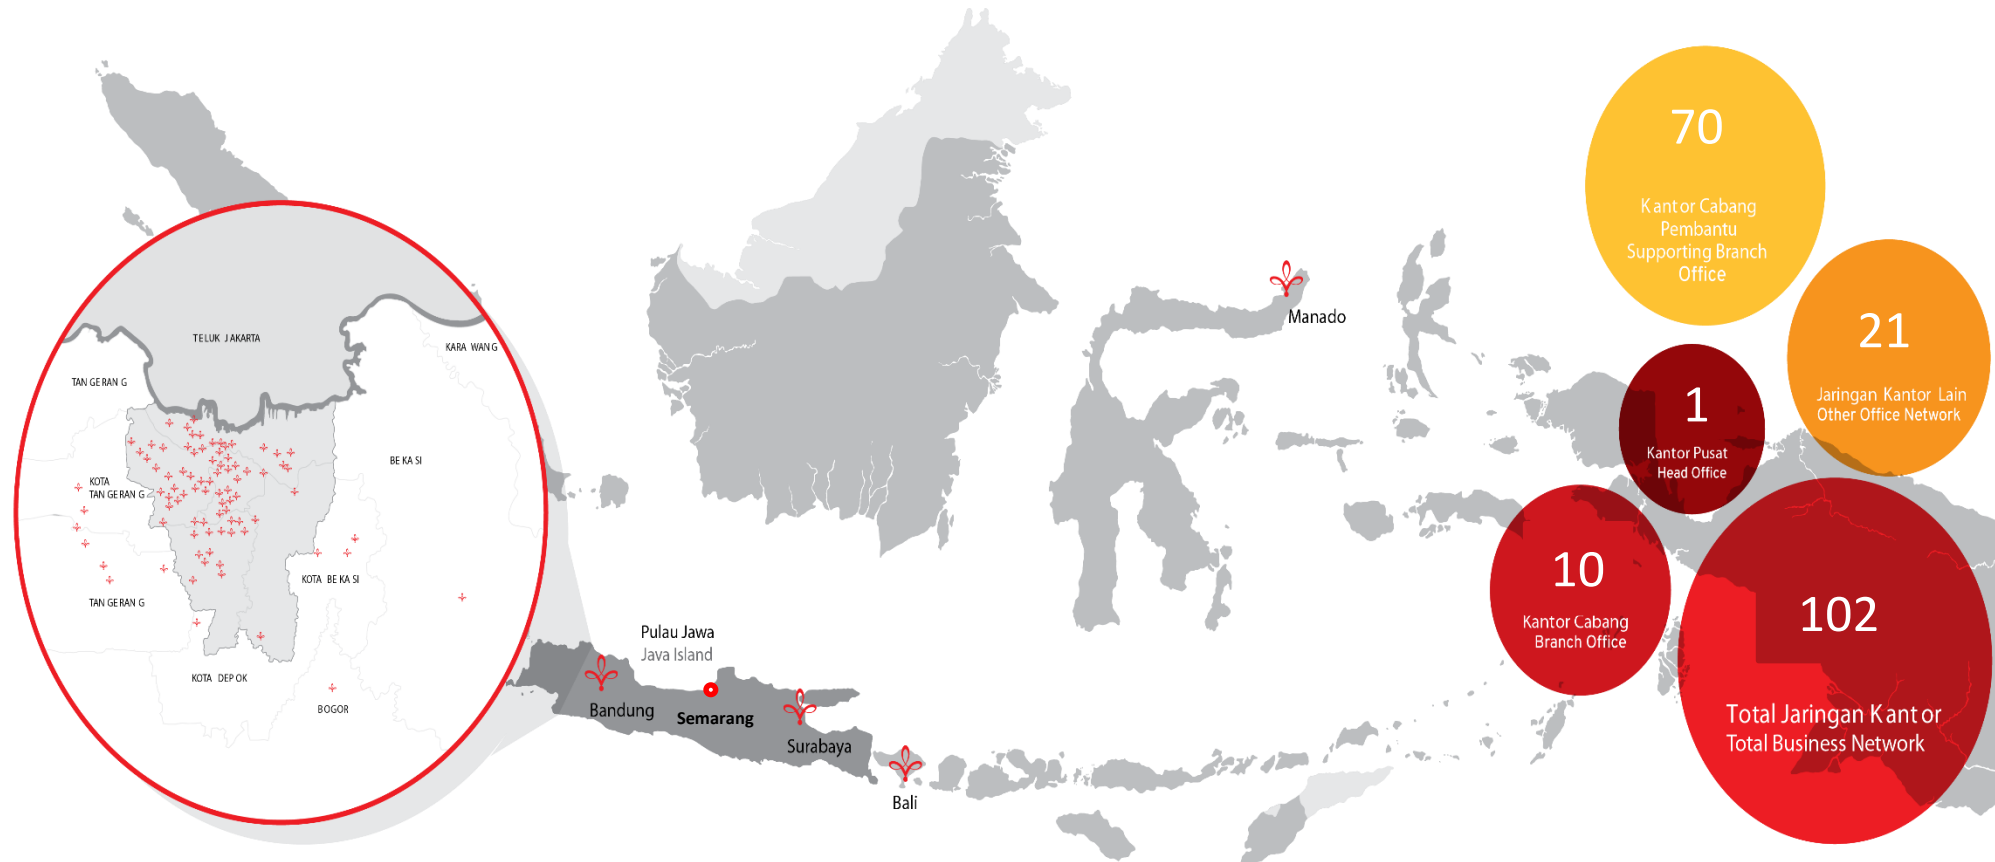 TELUK JAKARTA
KARAWANG
TANGERANG
BEKASI
KOTA
TANGERANG
TANGERANG
KOTA BEKASI
KOTA DEPOK
BOGOR
Pulau Jawa
Java Island
Bandung
Semarang
Surabaya
Bali
Manado
70
Kantor Cabang
Pembantu
Supporting Branch
Office
21
Jaringan Kantor Lain
Other Office Network
1
Kantor Pusat
Head Office
10
Kantor Cabang
Branch Office
102
Total Jaringan Kantor
Total Business Network